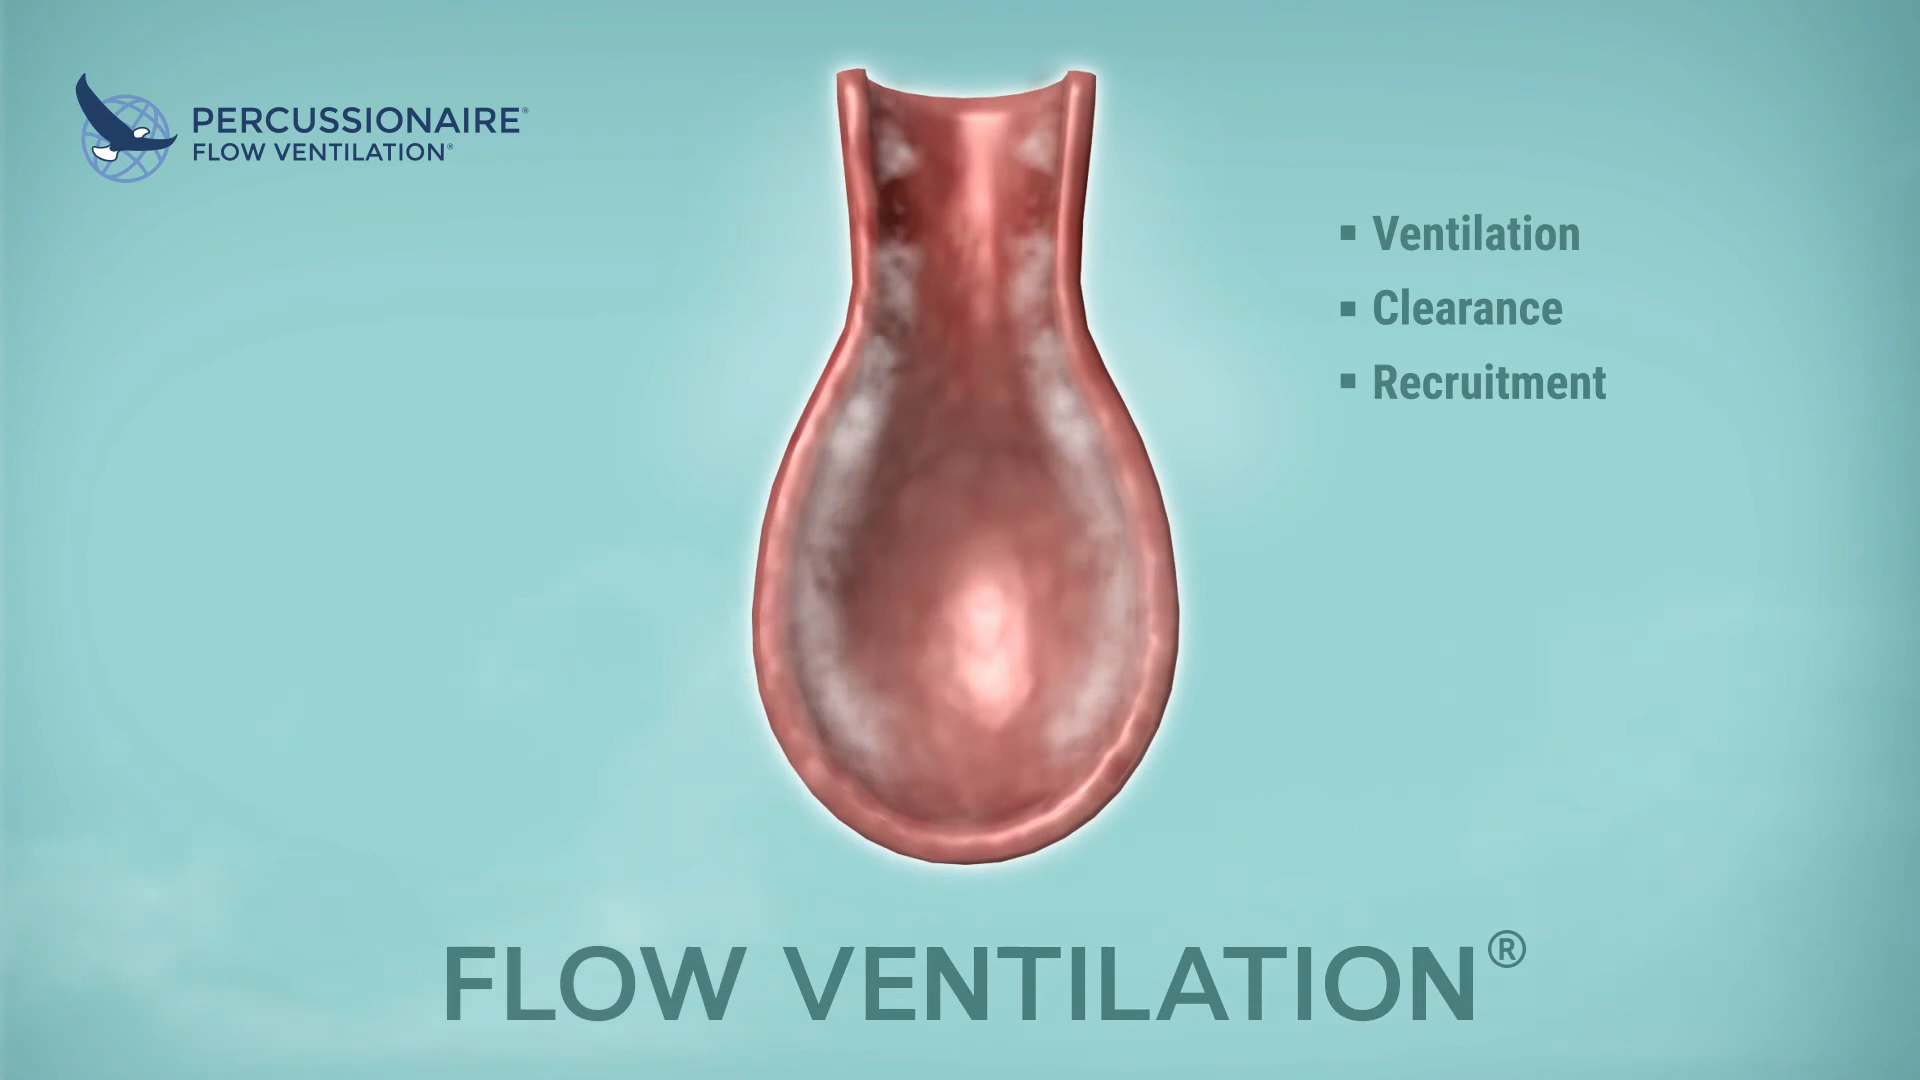 PERCUSSIONAIRE®
FLOW VENTILATION®
▪ Ventilation
▪ Clearance
▪ Recruitment
FLOW VENTILATION®